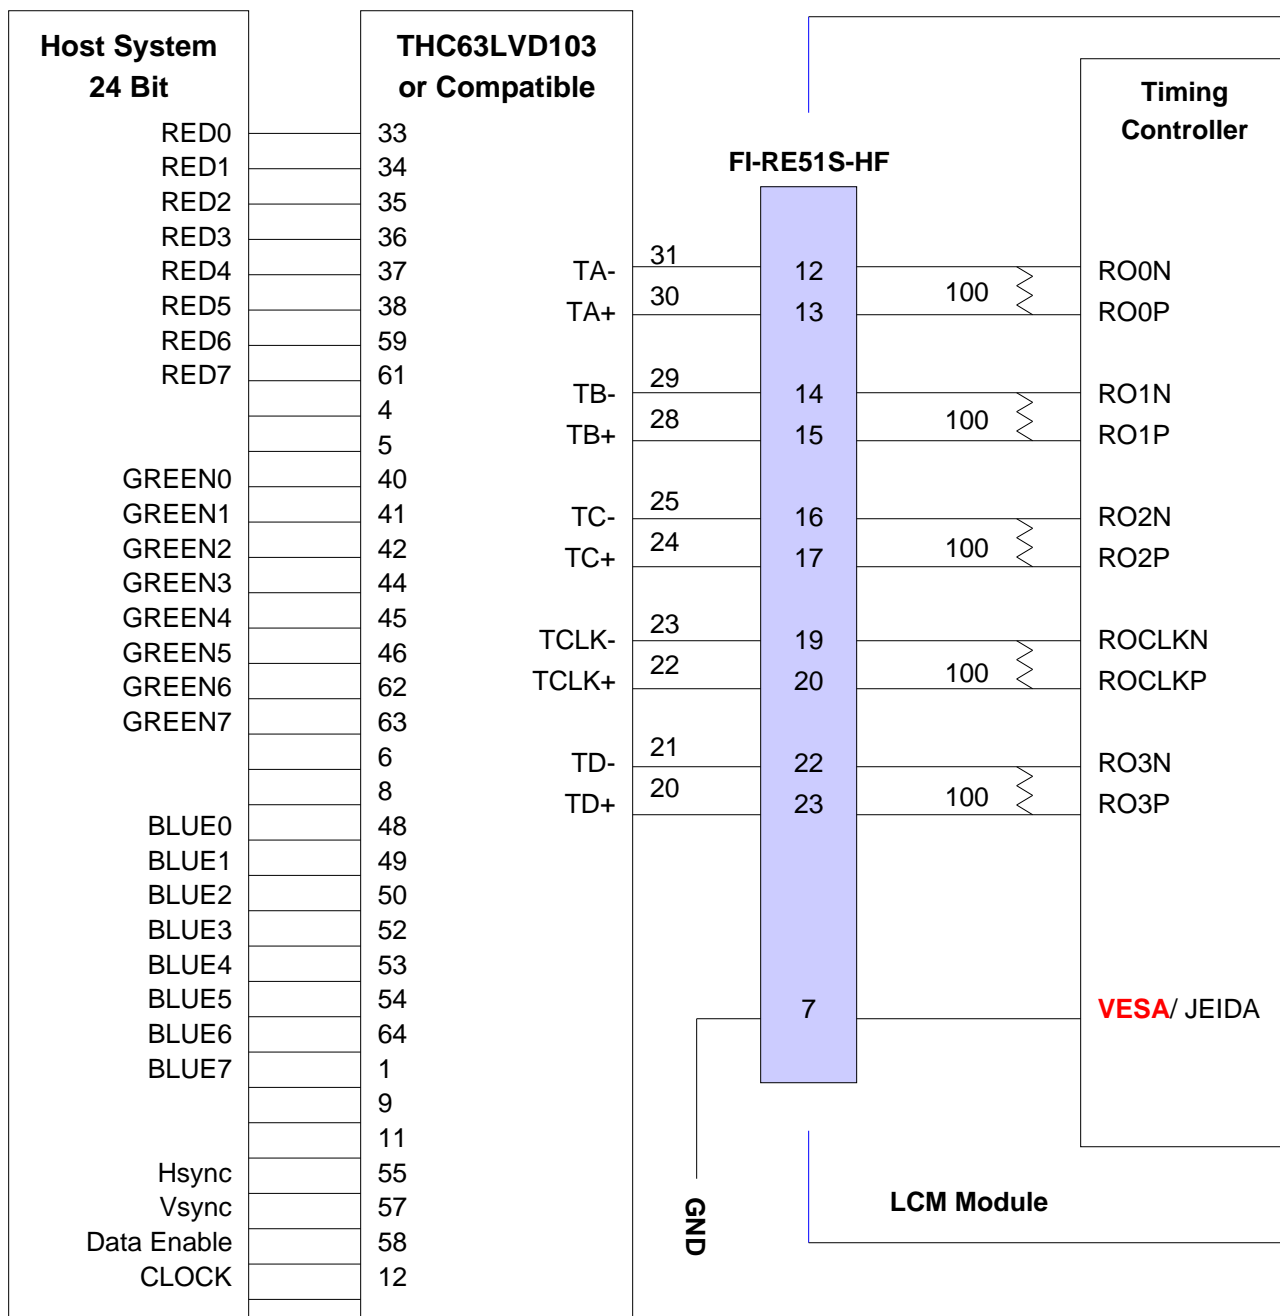 Host System
24 Bit
RED0
RED1
RED2
RED3
RED4
RED5
RED6
RED7
GREEN0
GREEN1
GREEN2
GREEN3
GREEN4
GREEN5
GREEN6
GREEN7
BLUE0
BLUE1
BLUE2
BLUE3
BLUE4
BLUE5
BLUE6
BLUE7
Hsync
Vsync
Data Enable
CLOCK
THC63LVD103
or Compatible
33
34
35
36
37
38
59
61
4
5
40
41
42
44
45
46
62
63
6
8
48
49
50
52
53
54
64
1
9
11
55
57
58
12
TA-
TA+
TB-
TB+
TC-
TC+
TCLK-
TCLK+
TD-
TD+
31
30
29
28
25
24
23
22
21
20
FI-RE51S-HF
12
13
14
15
16
17
19
20
22
23
7
GND
100
100
100
100
100
Timing
Controller
RO0N
RO0P
RO1N
RO1P
RO2N
RO2P
ROCLKN
ROCLKP
RO3N
RO3P
VESA/ JEIDA
LCM Module